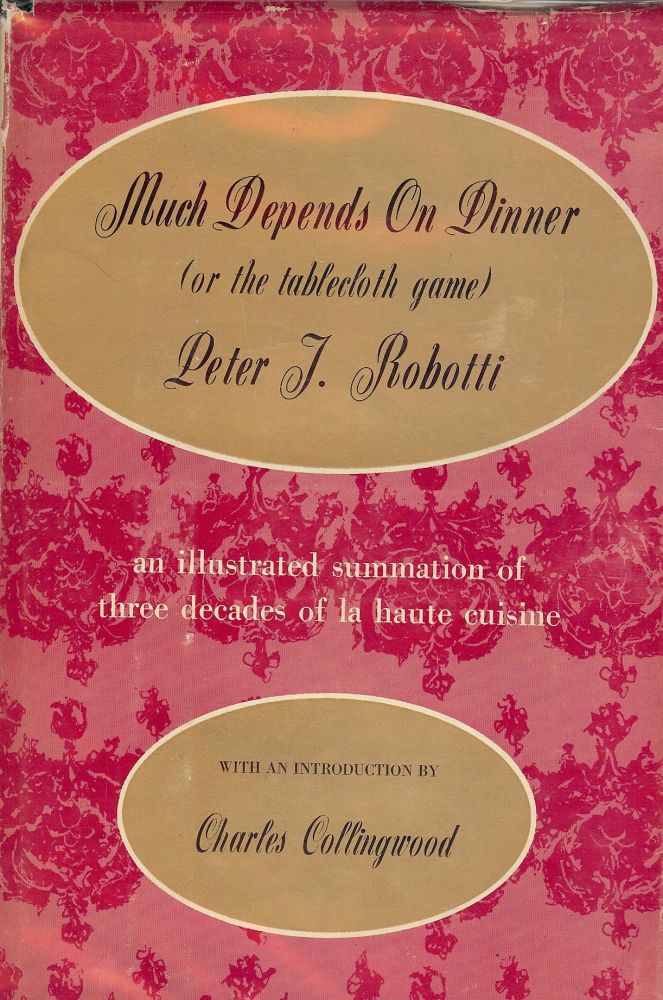 Much Depends On Dinner
(or the tablecloth game)
Peter J. Robotti
an illustrated summation of
three decades of la haute cuisine
WITH AN INTRODUCTION BY
Charles Collingwood